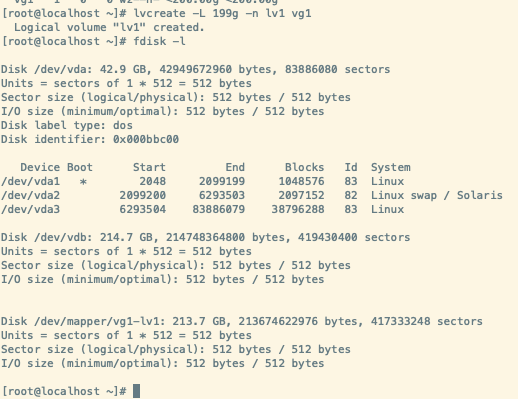 [root@localhost ~]# lvcreate -L 199g -n lv1 vg1
  Logical volume "lv1" created.
[root@localhost ~]# fdisk -l

Disk /dev/vda: 42.9 GB, 42949672960 bytes, 83886080 sectors
Units = sectors of 1 * 512 = 512 bytes
Sector size (logical/physical): 512 bytes / 512 bytes
I/O size (minimum/optimal): 512 bytes / 512 bytes
Disk label type: dos
Disk identifier: 0x000bbc00

   Device Boot      Start         End      Blocks   Id  System
/dev/vda1   *        2048     2099199     1048576   83  Linux
/dev/vda2         2099200     6293503     2097152   82  Linux swap / Solaris
/dev/vda3         6293504    83886079    38796288   83  Linux

Disk /dev/vdb: 214.7 GB, 214748364800 bytes, 419430400 sectors
Units = sectors of 1 * 512 = 512 bytes
Sector size (logical/physical): 512 bytes / 512 bytes
I/O size (minimum/optimal): 512 bytes / 512 bytes

Disk /dev/mapper/vg1-lv1: 213.7 GB, 213674622976 bytes, 417333248 sectors
Units = sectors of 1 * 512 = 512 bytes
Sector size (logical/physical): 512 bytes / 512 bytes
I/O size (minimum/optimal): 512 bytes / 512 bytes

[root@localhost ~]#